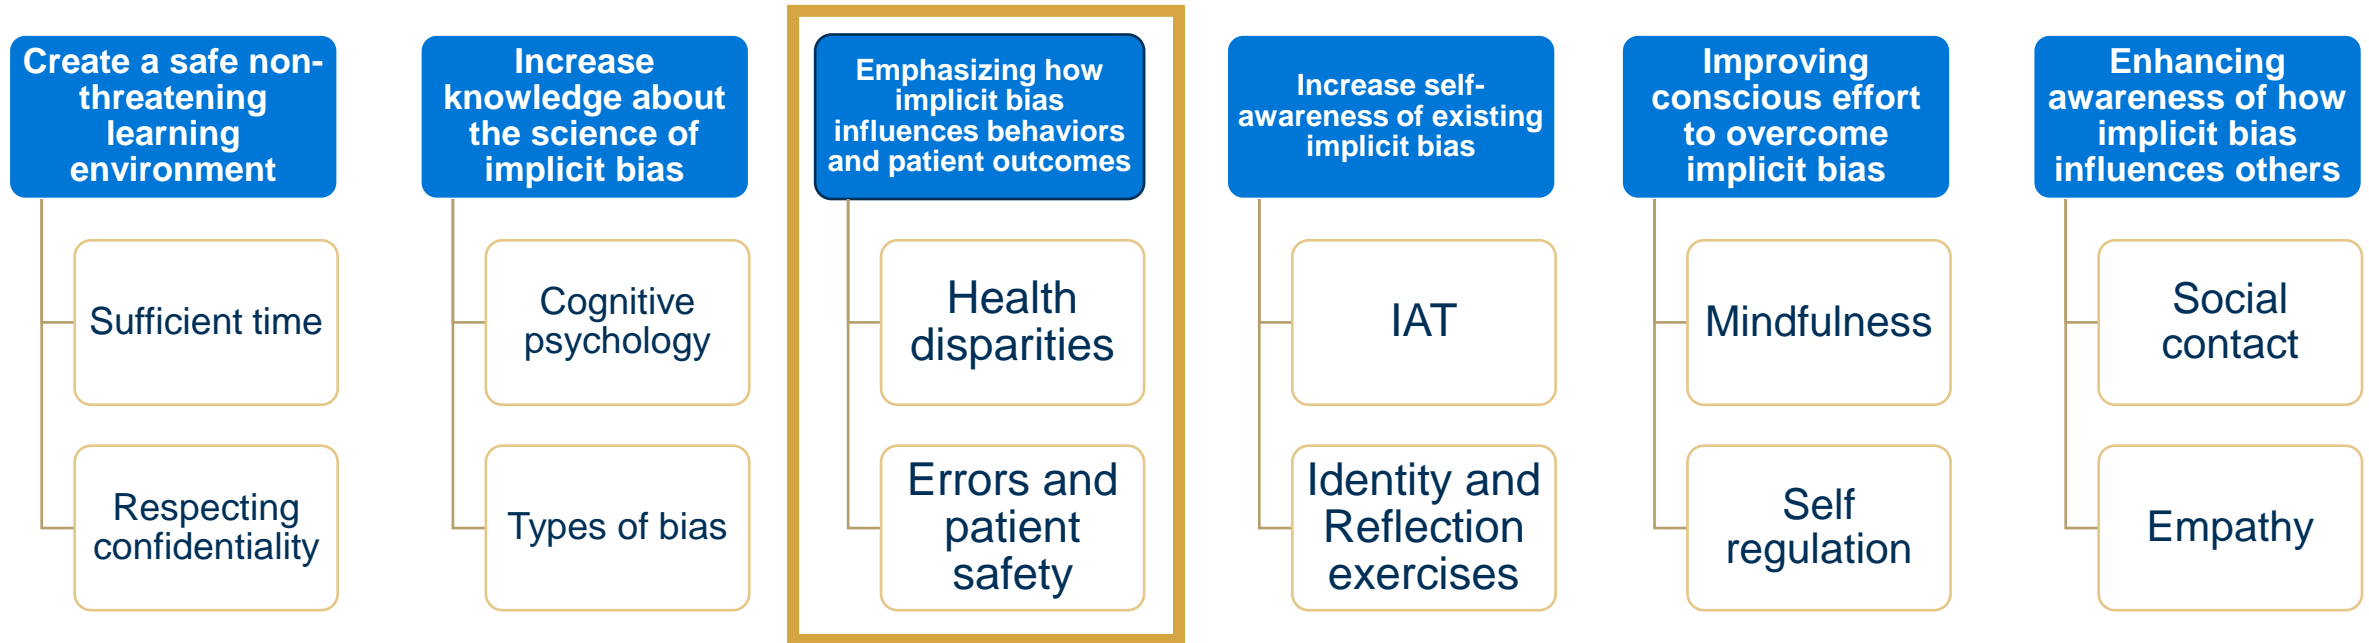 Create a safe non-
threatening
learning
environment
Sufficient time
Respecting
confidentiality
Increase
knowledge about
the science of
implicit bias
Cognitive
psychology
Types of bias
Emphasizing how
implicit bias
influences behaviors
and patient outcomes
Health
disparities
Errors and
patient
safety
Increase self-
awareness of existing
implicit bias
IAT
Identity and
Reflection
exercises
Improving
conscious effort
to overcome
implicit bias
Mindfulness
Self
regulation
Enhancing
awareness of how
implicit bias
influences others
Social
contact
Empathy